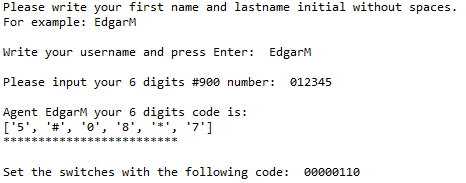 Please write your first name and lastname initial without spaces.
For example: EdgarM
Write your username and press Enter:  EdgarM
Please input your 6 digits #900 number:  012345
Agent EdgarM your 6 digits code is:
['5', '#', '0', '8', '*', '7']
*************************
Set the switches with the following code:  00000110